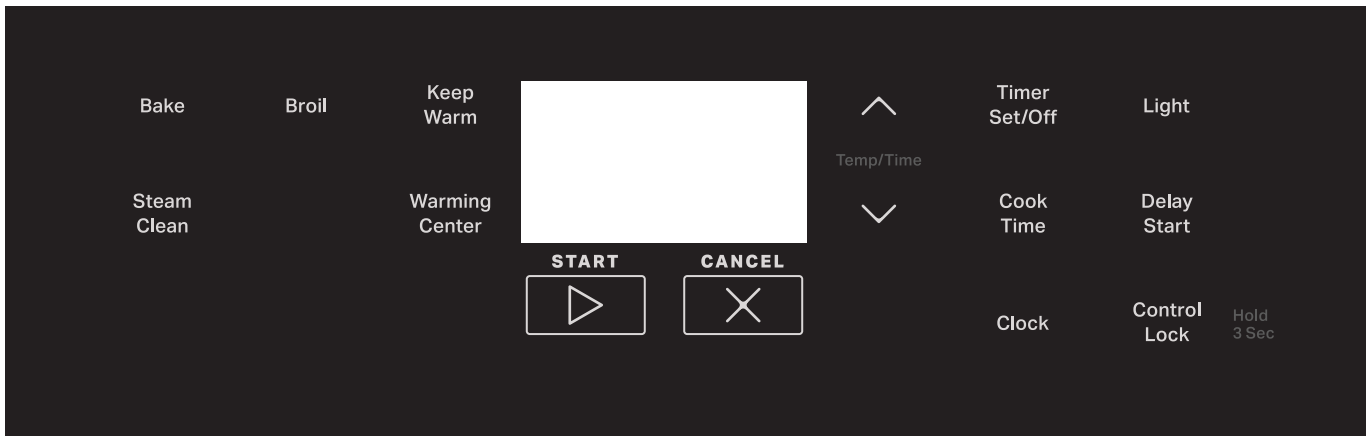 Bake
Broil
Keep
Warm
Timer
Set/Off
Light
Temp/Time
Steam
Clean
Warming
Center
Cook
Time
Delay
Start
START
CANCEL
Clock
Control
Lock
Hold
3 Sec